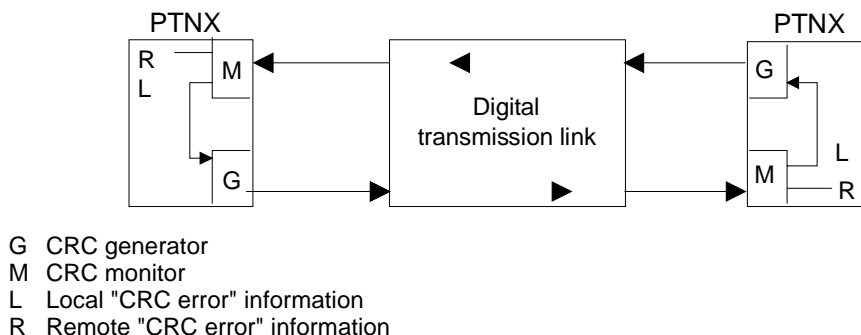 PTNX
PTNX
R
L
M
G
Digital
transmission link
G
M
L
R
G CRC generator
M CRC monitor
L Local "CRC error" information
R Remote "CRC error" information